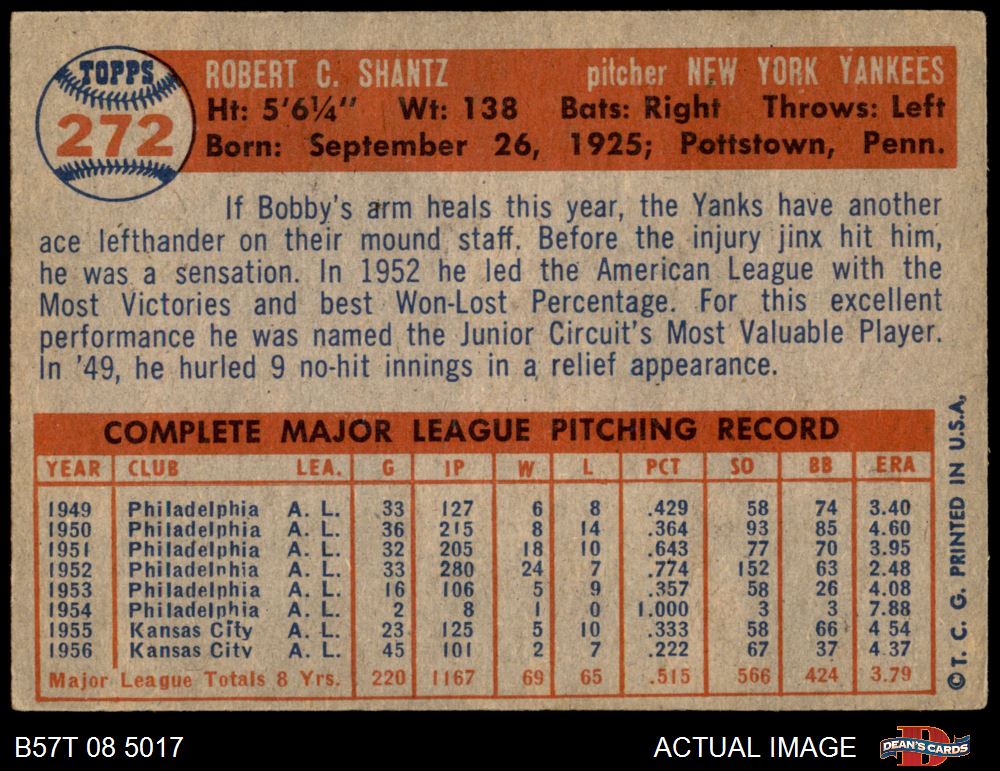 TOPPS
272
ROBERT C. SHANTZ pitcher NEW YORK YANKEES
Ht: 5'6¼" Wt: 138 Bats: Right Throws: Left
Born: September 26, 1925; Pottstown, Penn.
If Bobby's arm heals this year, the Yanks have another
ace lefthander on their mound staff. Before the injury jinx hit him,
he was a sensation. In 1952 he led the American League with the
Most Victories and best Won-Lost Percentage. For this excellent
performance he was named the Junior Circuit's Most Valuable Player.
In '49, he hurled 9 no-hit innings in a relief appearance.
COMPLETE MAJOR LEAGUE PITCHING RECORD
YEAR CLUB LEA. G IP W L PCT SO BB ERA
1949 Philadelphia A. L. 33 127 6 8 .429 58 74 3.40
1950 Philadelphia A. L. 36 215 8 14 .364 93 85 4.60
1951 Philadelphia A. L. 32 205 18 10 .643 77 70 3.95
1952 Philadelphia A. L. 33 280 24 7 .774 152 63 2.48
1953 Philadelphia A. L. 16 106 5 9 .357 58 26 4.08
1954 Philadelphia A. L. 2 8 1 0 1.000 3 3 7.88
1955 Kansas City A. L. 23 125 5 10 .333 58 66 4 54
1956 Kansas City A. L. 45 101 2 7 .222 67 37 4.37
Major League Totals 8 Yrs. 220 1167 69 65 .515 566 424 3.79
© T. C. G. PRINTED IN U.S.A.
B57T 08 5017 ACTUAL IMAGE DEAN'S CARDS